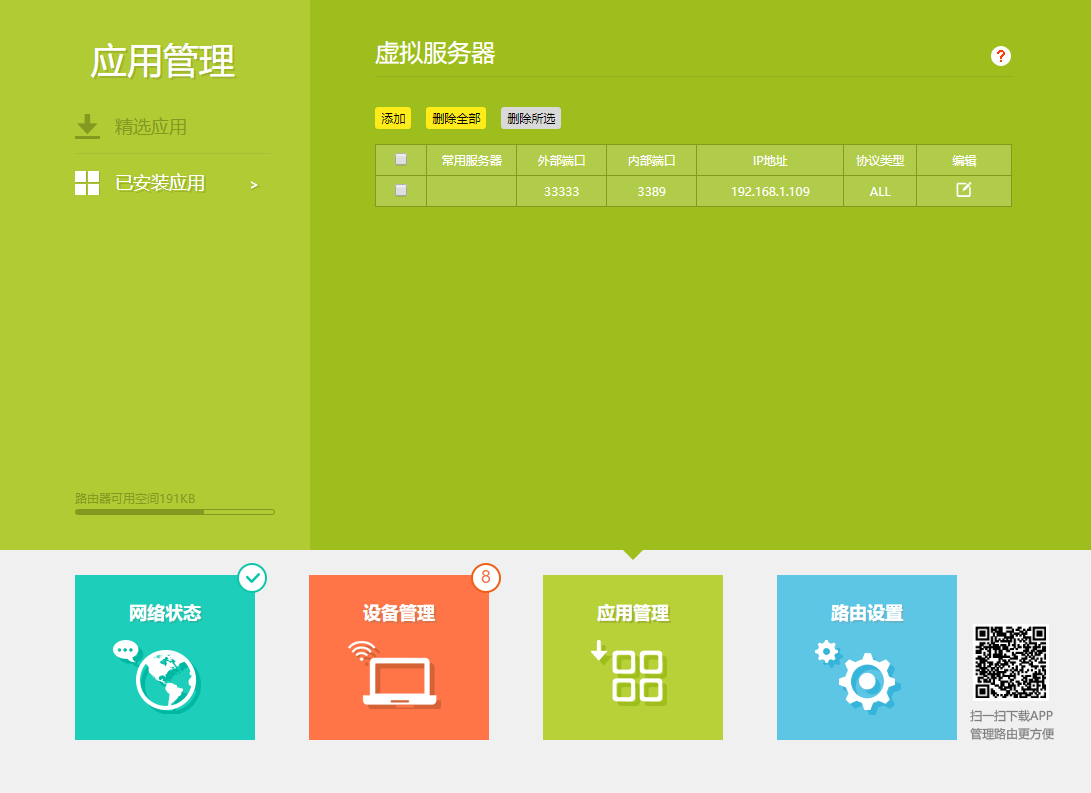 应用管理
精选应用
已安装应用 >
路由器可用空间191KB
虚拟服务器
?
添加 删除全部 删除所选
常用服务器 外部端口 内部端口 IP地址 协议类型 编辑
33333 3389 192.168.1.109 ALL
网络状态
设备管理
8
应用管理
路由设置
扫一扫下载APP
管理路由更方便